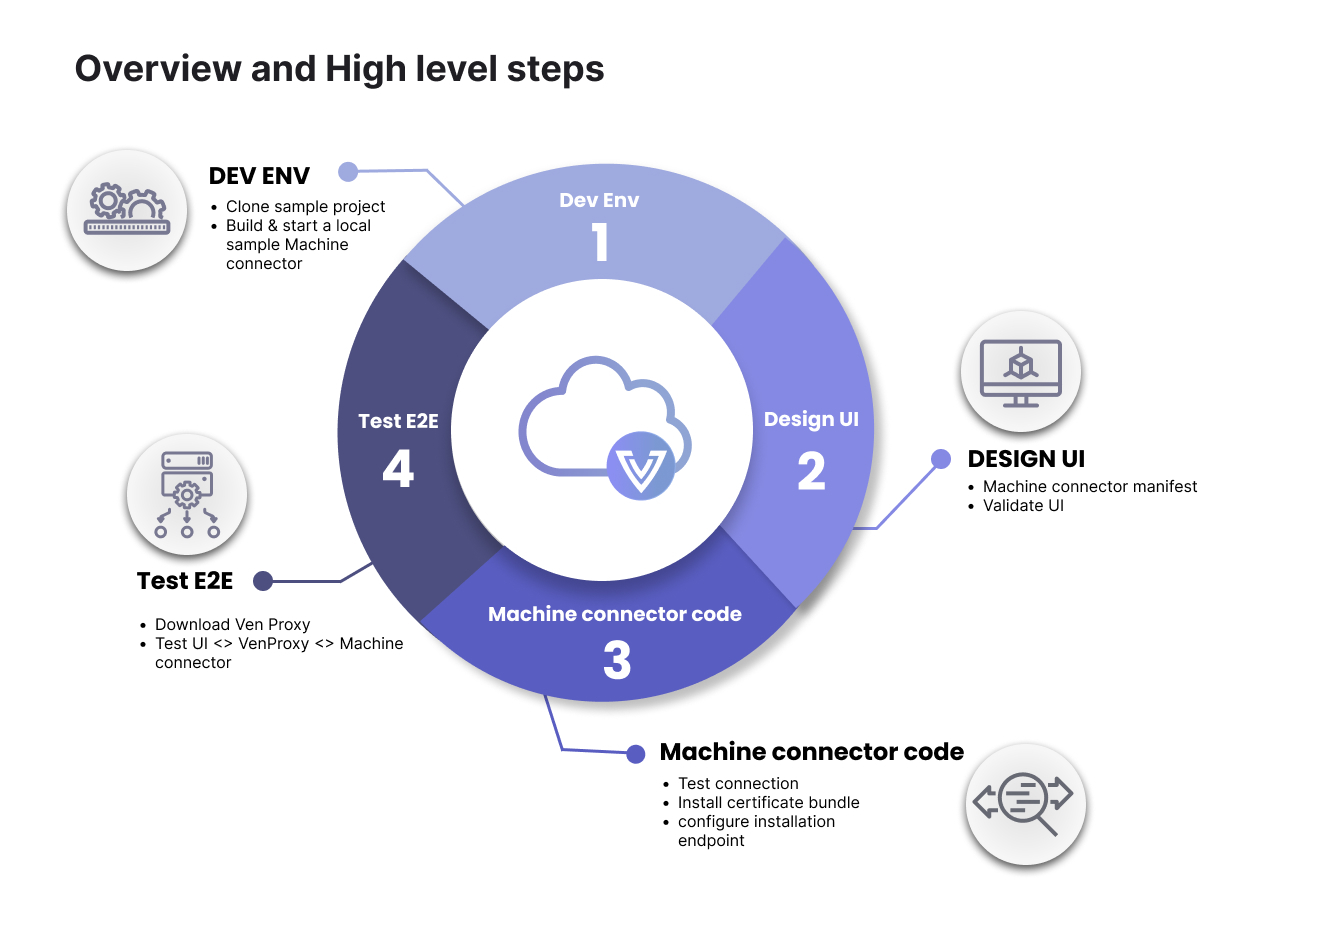 Overview and High level steps
DEV ENV
• Clone sample project
• Build & start a local
sample Machine
connector
Dev Env
1
Design UI
2
DESIGN UI
• Machine connector manifest
• Validate UI
Test E2E
4
Test E2E
• Download Ven Proxy
• Test UI <> VenProxy <> Machine
connector
Machine connector code
3
Machine connector code
• Test connection
• Install certificate bundle
• configure installation
endpoint